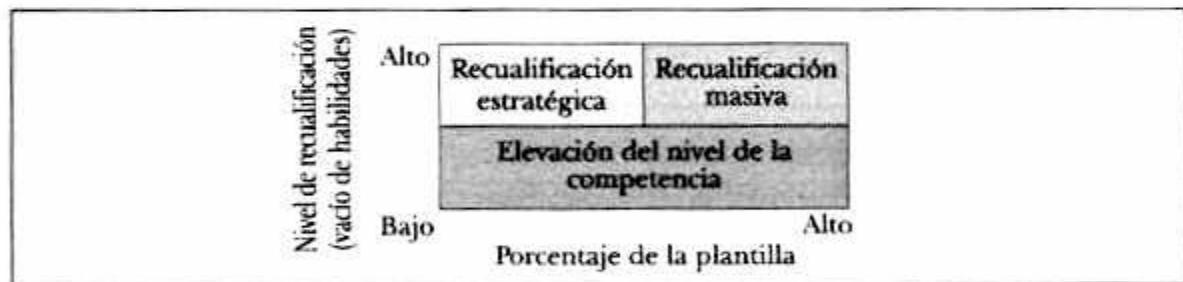 Nivel de recualificación
(vacío de habilidades)
Alto
Recualificación
estratégica
Recualificación
masiva
Elevación del nivel de la
competencia
Bajo
Alto
Porcentaje de la plantilla